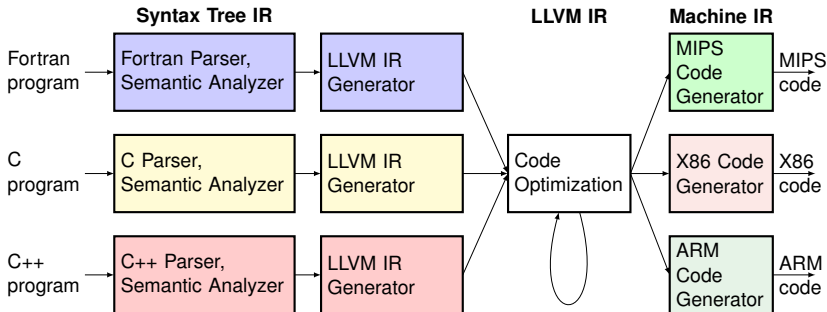 Syntax Tree IR
LLVM IR
Machine IR
Fortran
program
Fortran Parser,
Semantic Analyzer
LLVM IR
Generator
MIPS
Code
Generator
MIPS
code
C
program
C Parser,
Semantic Analyzer
LLVM IR
Generator
Code
Optimization
X86 Code
Generator
X86
code
C++
program
C++ Parser,
Semantic Analyzer
LLVM IR
Generator
ARM
Code
Generator
ARM
code